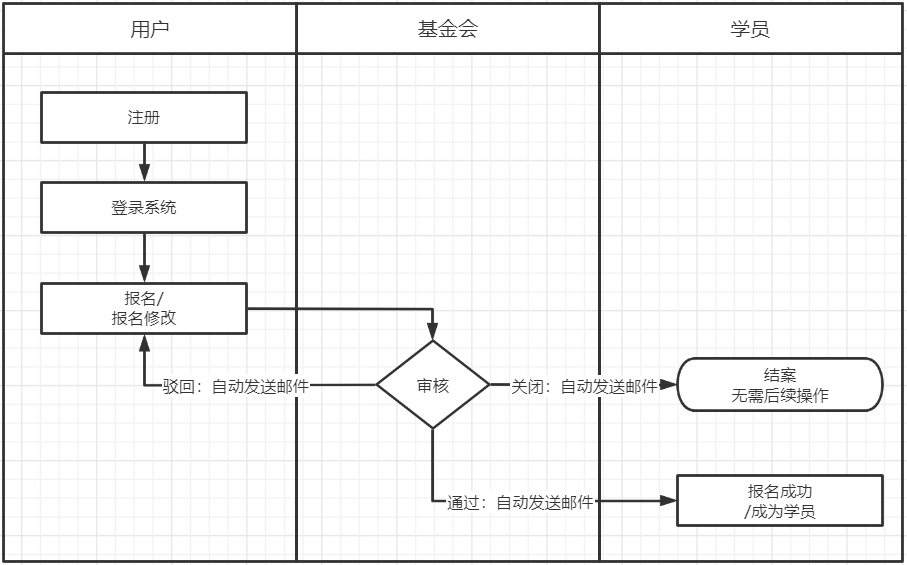 用户
基金会
学员
注册
登录系统
报名/
报名修改
驳回：自动发送邮件
审核
关闭：自动发送邮件
结案
无需后续操作
通过：自动发送邮件
报名成功
/成为学员